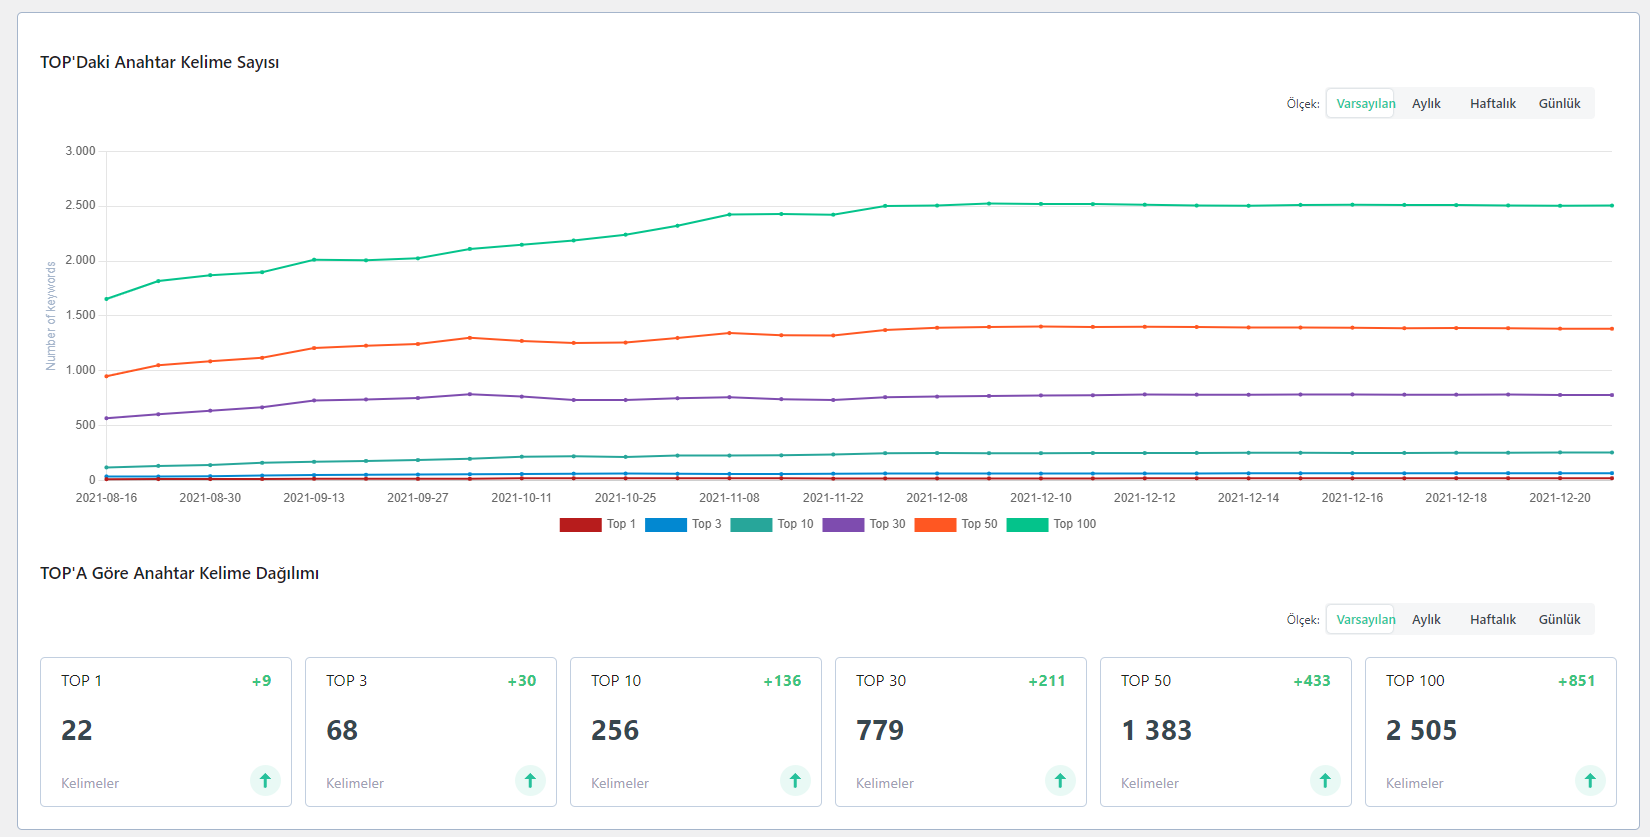 TOP'Daki Anahtar Kelime Sayısı
Ölçek: Varsayılan Aylık Haftalık Günlük
3.000
2.500
2.000
1.500
1.000
500
0
Number of keywords
2021-08-16 2021-08-30 2021-09-13 2021-09-27 2021-10-11 2021-10-25 2021-11-08 2021-11-22 2021-12-08 2021-12-10 2021-12-12 2021-12-14 2021-12-16 2021-12-18 2021-12-20
Top 1 Top 3 Top 10 Top 30 Top 50 Top 100
TOP'A Göre Anahtar Kelime Dağılımı
Ölçek: Varsayılan Aylık Haftalık Günlük
TOP 1 +9
22
Kelimeler
TOP 3 +30
68
Kelimeler
TOP 10 +136
256
Kelimeler
TOP 30 +211
779
Kelimeler
TOP 50 +433
1 383
Kelimeler
TOP 100 +851
2 505
Kelimeler